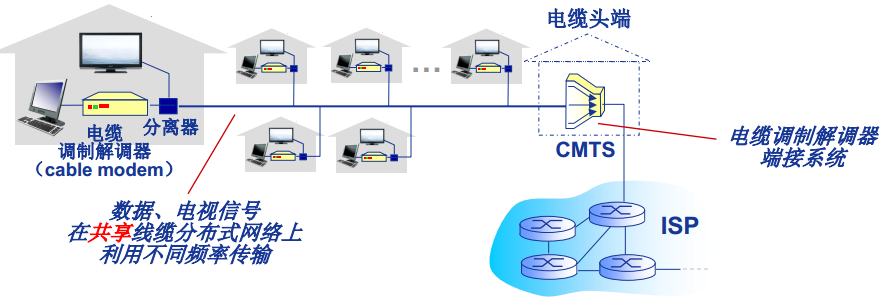 电缆头端
电缆
调制解调器
（cable modem）
分离器
...
CMTS
电缆调制解调器
端接系统
数据、电视信号
在共享线缆分布式网络上
利用不同频率传输
ISP